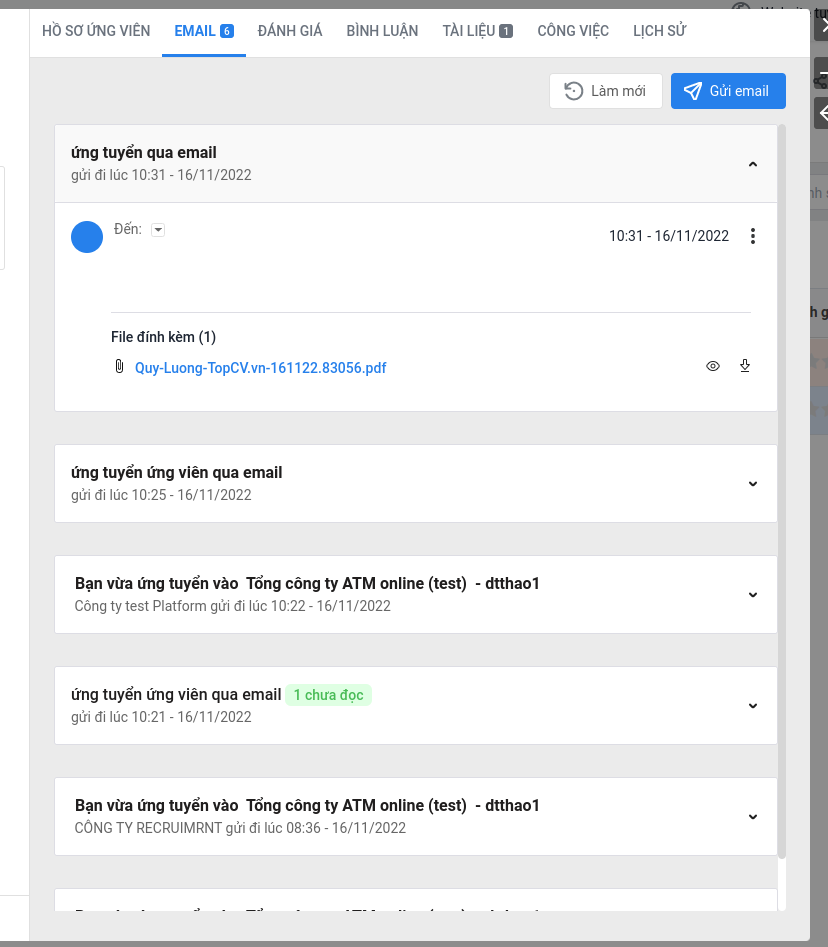 HỒ SƠ ỨNG VIÊN EMAIL 6 ĐÁNH GIÁ BÌNH LUẬN TÀI LIỆU 1 CÔNG VIỆC LỊCH SỬ
Làm mới Gửi email
ứng tuyển qua email
gửi đi lúc 10:31 - 16/11/2022
Đến: 10:31 - 16/11/2022
File đính kèm (1)
Quy-Luong-TopCV.vn-161122.83056.pdf
ứng tuyển ứng viên qua email
gửi đi lúc 10:25 - 16/11/2022
Bạn vừa ứng tuyển vào Tổng công ty ATM online (test) - dtthao1
Công ty test Platform gửi đi lúc 10:22 - 16/11/2022
ứng tuyển ứng viên qua email 1 chưa đọc
gửi đi lúc 10:21 - 16/11/2022
Bạn vừa ứng tuyển vào Tổng công ty ATM online (test) - dtthao1
CÔNG TY RECRUIMRNT gửi đi lúc 08:36 - 16/11/2022